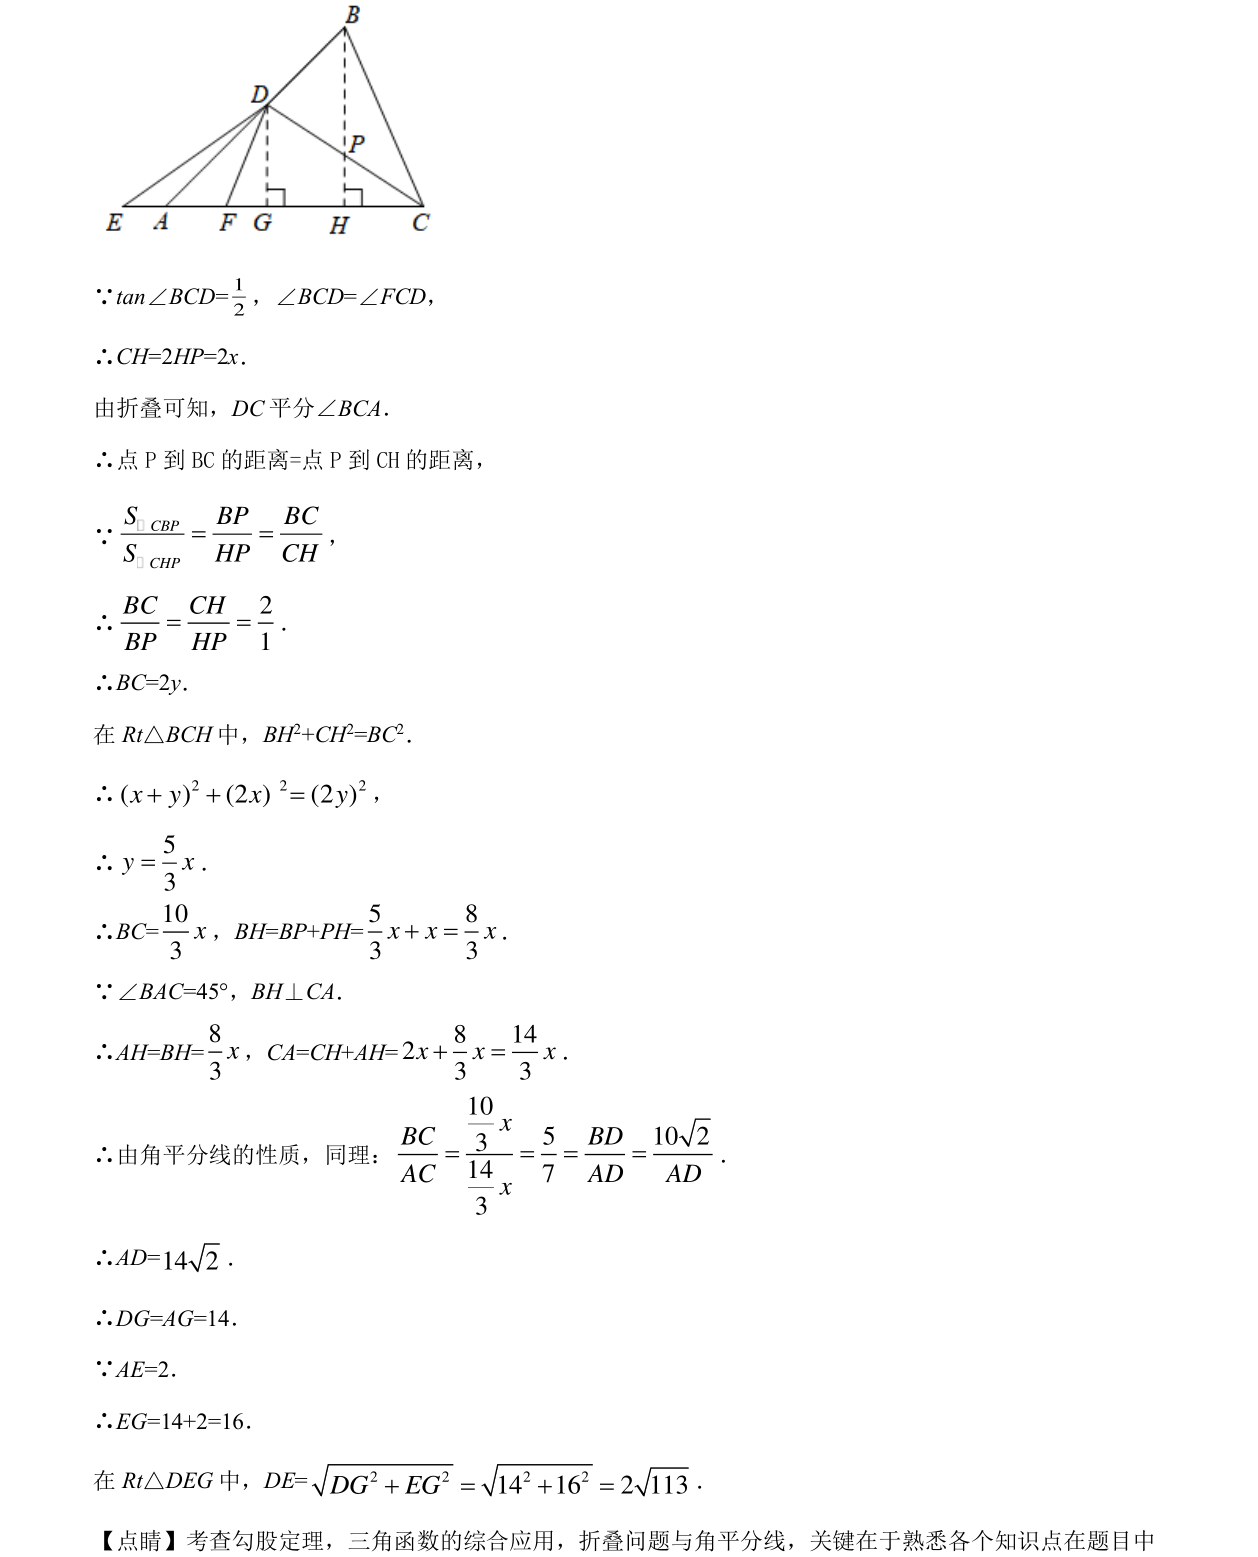 B
D
P
E A F G H C
∵tan∠BCD=1/2，∠BCD=∠FCD，
∴CH=2HP=2x．
由折叠可知，DC平分∠BCA．
∴点P到BC的距离=点P到CH的距离，
∵S□CBP/S□CHP=BP/HP=BC/CH，
∴BC/BP=CH/HP=2/1．
∴BC=2y．
在Rt△BCH中，BH²+CH²=BC²．
∴(x+y)²+(2x)²=(2y)²，
∴y=5/3x．
∴BC=10/3x，BH=BP+PH=5/3x+x=8/3x．
∵∠BAC=45°，BH⊥CA．
∴AH=BH=8/3x，CA=CH+AH=2x+8/3x=14/3x．
∴由角平分线的性质，同理：BC/AC=(10/3x)/(14/3x)=5/7=BD/AD=10√2/AD．
∴AD=14√2．
∴DG=AG=14．
∵AE=2．
∴EG=14+2=16．
在Rt△DEG中，DE=√(DG²+EG²)=√(14²+16²)=2√113．
【点睛】考查勾股定理，三角函数的综合应用，折叠问题与角平分线，关键在于熟悉各个知识点在题目中